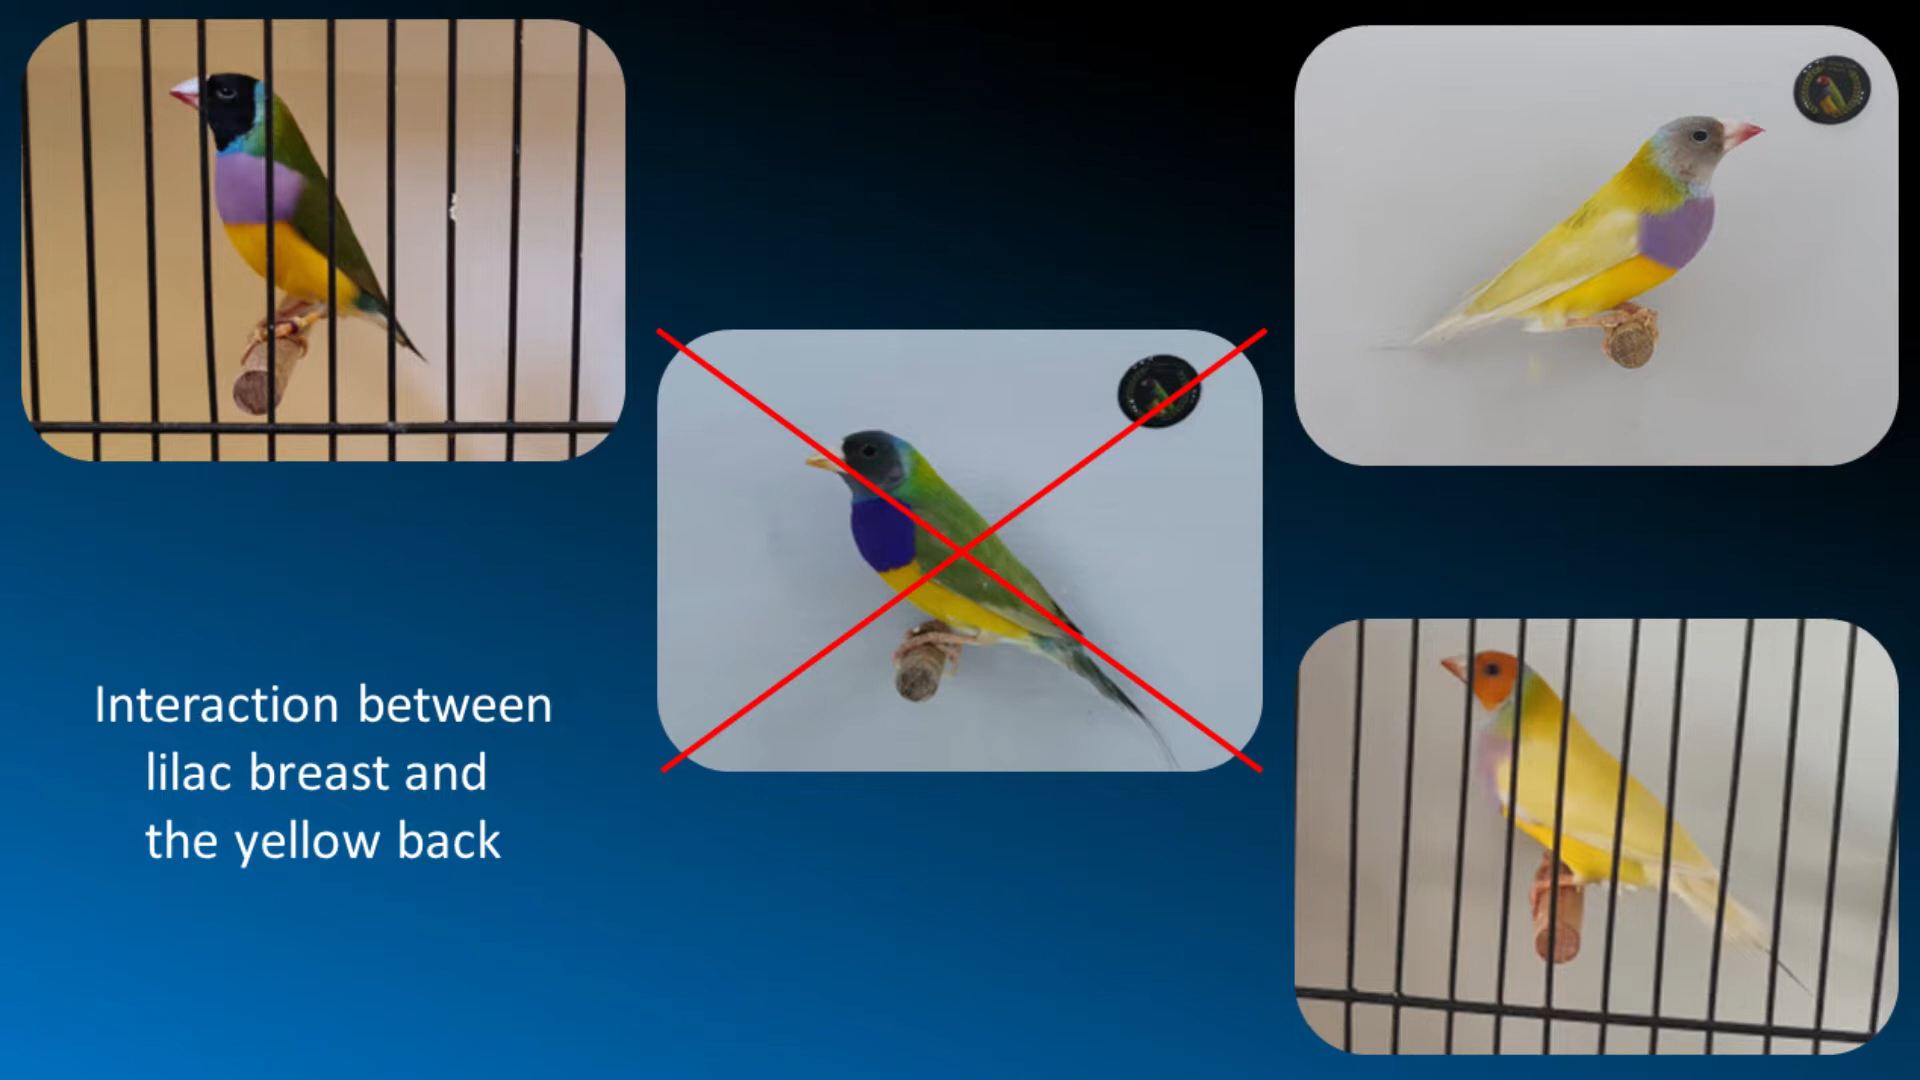 Interaction between
lilac breast and
the yellow back